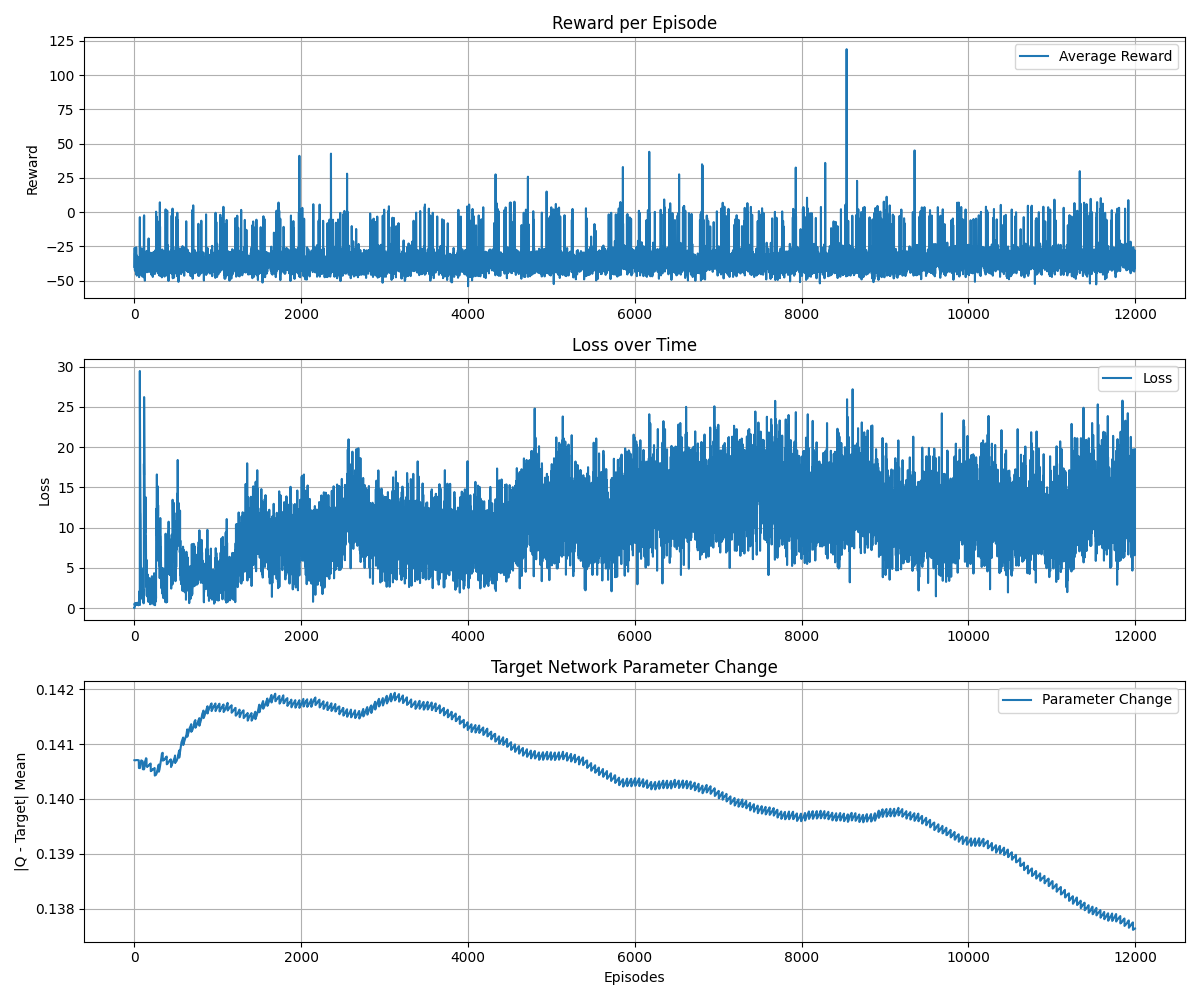 Reward per Episode
125
100
75
50
25
0
−25
−50
Reward
Average Reward
0 2000 4000 6000 8000 10000 12000
Loss over Time
30
25
20
15
10
5
0
Loss
Loss
0 2000 4000 6000 8000 10000 12000
Target Network Parameter Change
0.142
0.141
0.140
0.139
0.138
|Q - Target| Mean
Parameter Change
0 2000 4000 6000 8000 10000 12000
Episodes